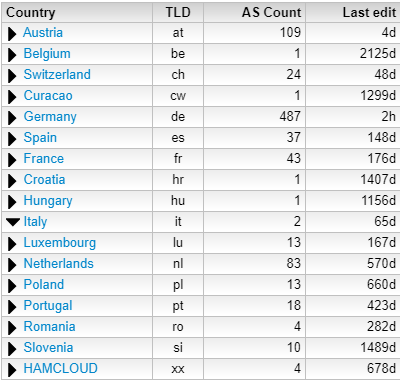 Country TLD AS Count Last edit
Austria at 109 4d
Belgium be 1 2125d
Switzerland ch 24 48d
Curacao cw 1 1299d
Germany de 487 2h
Spain es 37 148d
France fr 43 176d
Croatia hr 1 1407d
Hungary hu 1 1156d
Italy it 2 65d
Luxembourg lu 13 167d
Netherlands nl 83 570d
Poland pl 13 660d
Portugal pt 18 423d
Romania ro 4 282d
Slovenia si 10 1489d
HAMCLOUD xx 4 678d